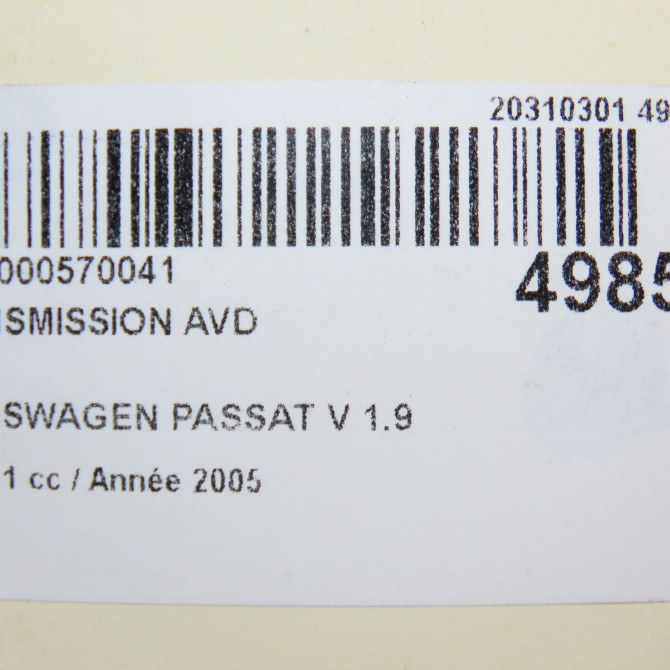 20310301 49
000570041
4985
SMISSION AVD
SWAGEN PASSAT V 1.9
1 cc / Année 2005